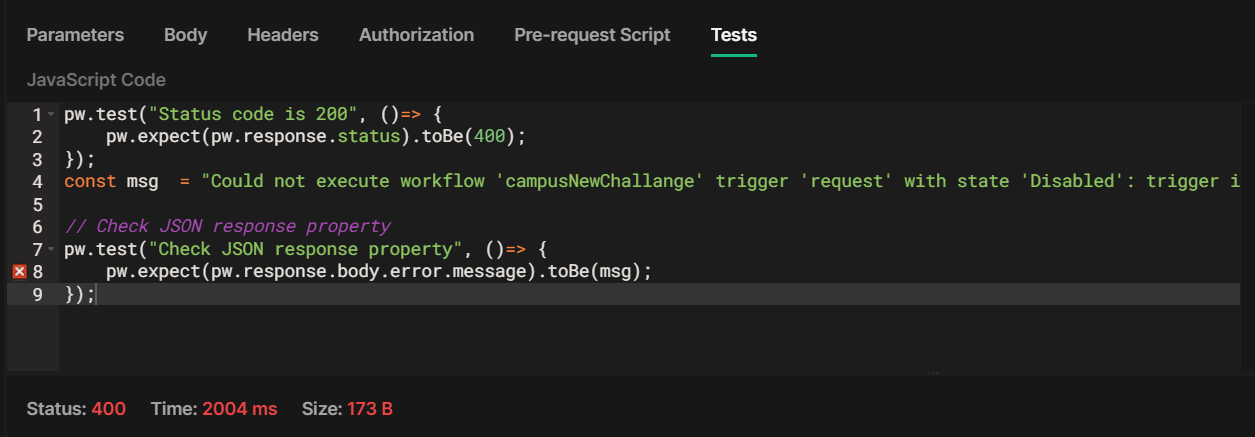 Parameters Body Headers Authorization Pre-request Script Tests
JavaScript Code
1 pw.test("Status code is 200", ()=> {
2 pw.expect(pw.response.status).toBe(400);
3 });
4 const msg = "Could not execute workflow 'campusNewChallange' trigger 'request' with state 'Disabled': trigger i
5
6 // Check JSON response property
7 pw.test("Check JSON response property", ()=> {
8 pw.expect(pw.response.body.error.message).toBe(msg);
9 });
Status: 400 Time: 2004 ms Size: 173 B